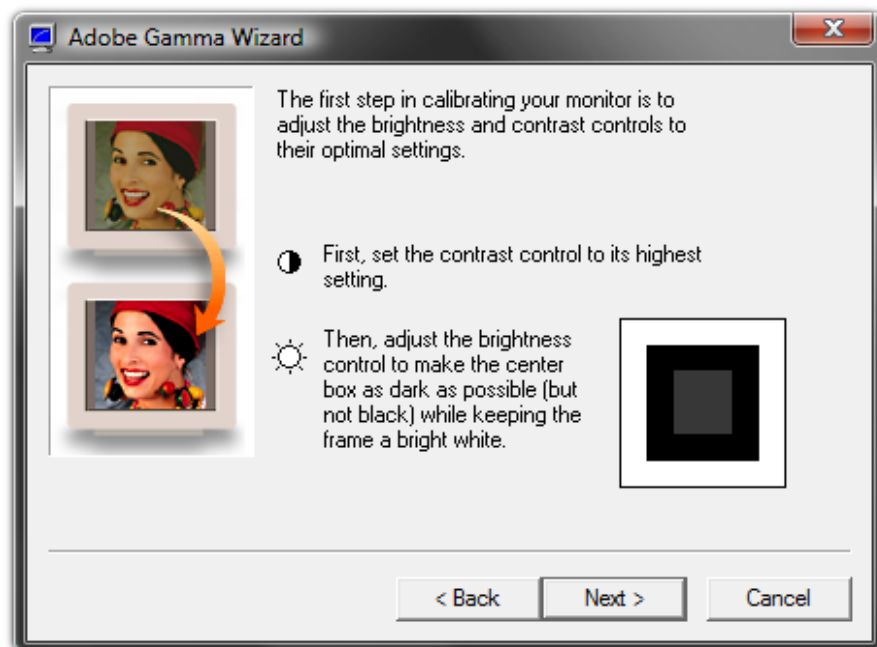 Adobe Gamma Wizard
The first step in calibrating your monitor is to
adjust the brightness and contrast controls to
their optimal settings.
First, set the contrast control to its highest
setting.
Then, adjust the brightness
control to make the center
box as dark as possible (but
not black) while keeping the
frame a bright white.
< Back
Next >
Cancel